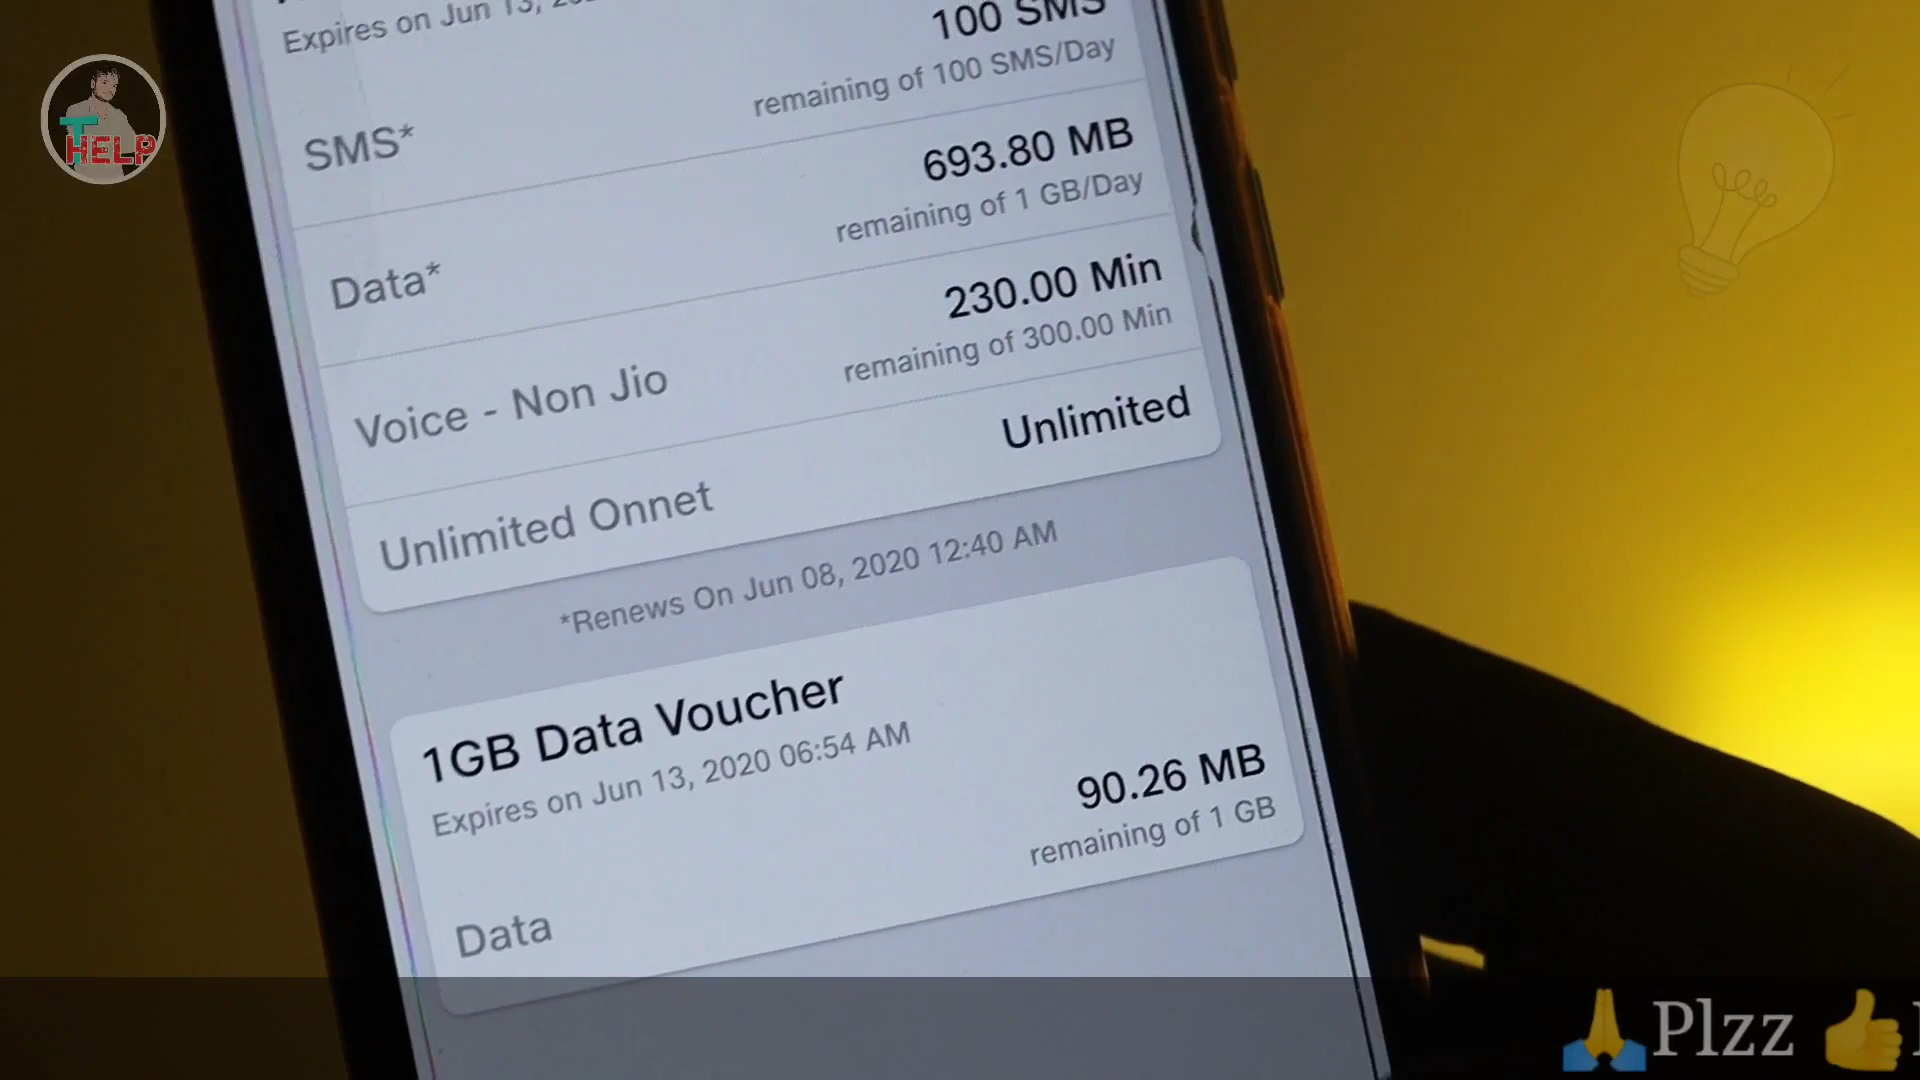 Expires on Jun 13,
100 SMS
remaining of 100 SMS/Day
SMS*
693.80 MB
remaining of 1 GB/Day
Data*
230.00 Min
remaining of 300.00 Min
Voice - Non Jio
Unlimited
Unlimited Onnet
*Renews On Jun 08, 2020 12:40 AM
1GB Data Voucher
Expires on Jun 13, 2020 06:54 AM
90.26 MB
remaining of 1 GB
Data
T
HELP
🙏Plzz 👍